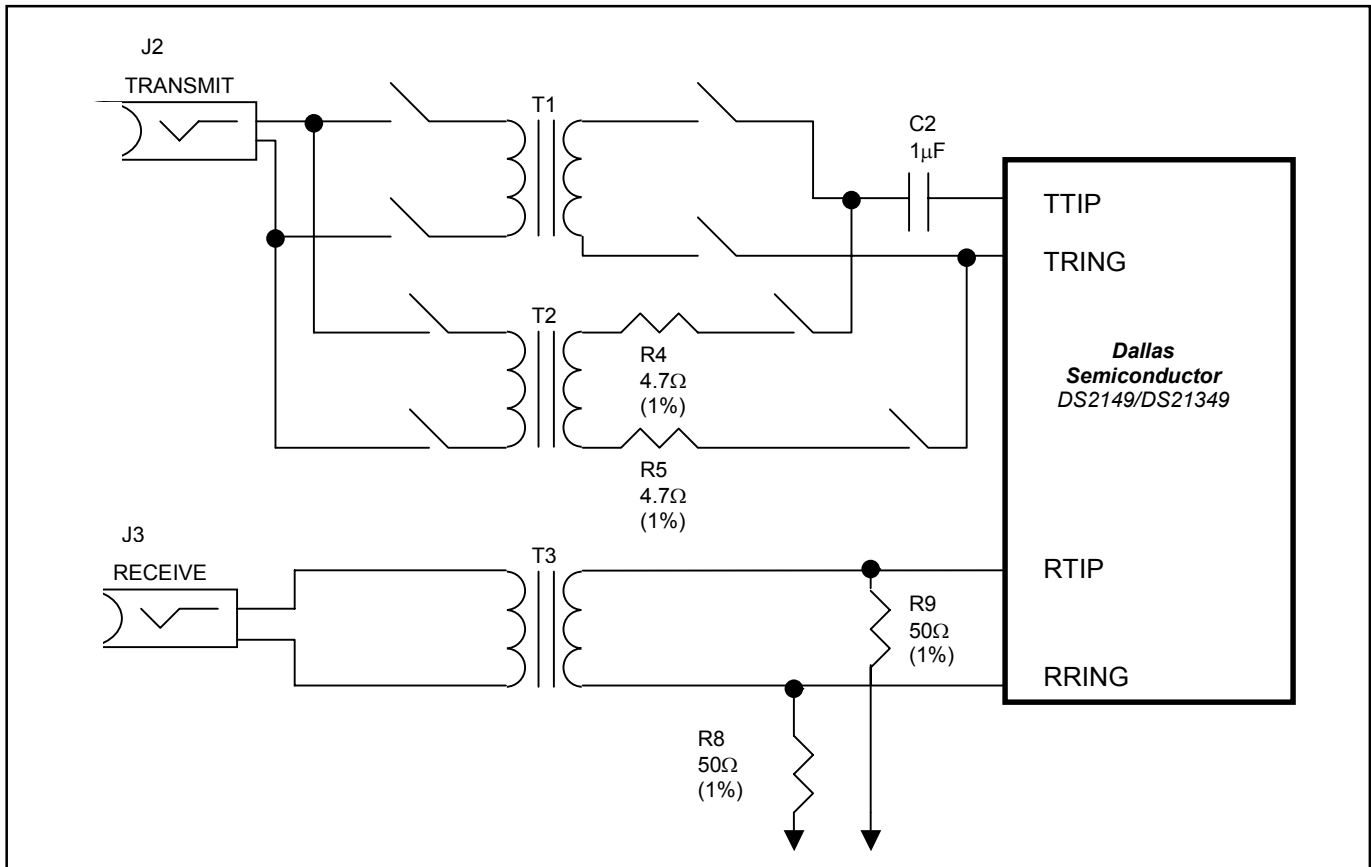 J2
TRANSMIT
T1
C2
1μF
TTIP
TRING
T2
R4
4.7Ω
(1%)
Dallas
Semiconductor
DS2149/DS21349
R5
4.7Ω
(1%)
J3
RECEIVE
T3
RTIP
R9
50Ω
(1%)
RRING
R8
50Ω
(1%)